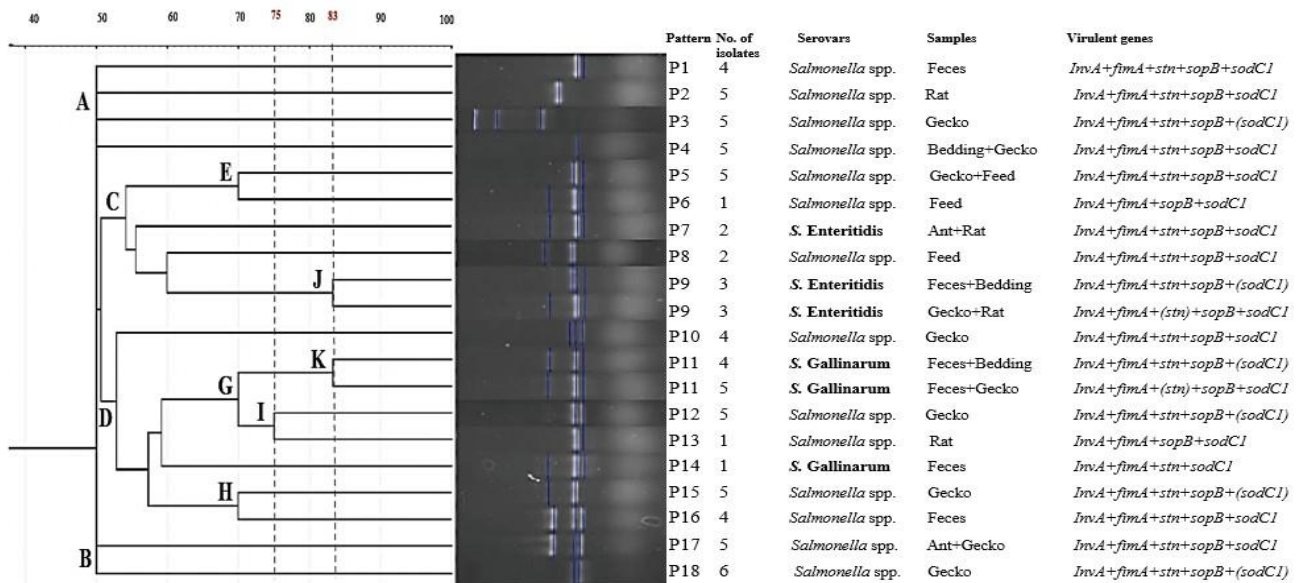 40 50 60 70 75 80 83 90 100
Pattern No. of isolates Serovars Samples Virulent genes
P1 4 Salmonella spp. Feces InvA+fimA+stn+sopB+sodC1
A P2 5 Salmonella spp. Rat InvA+fimA+stn+sopB+sodC1
P3 5 Salmonella spp. Gecko InvA+fimA+stn+sopB+(sodC1)
P4 5 Salmonella spp. Bedding+Gecko InvA+fimA+stn+sopB+sodC1
E P5 5 Salmonella spp. Gecko+Feed InvA+fimA+stn+sopB+sodC1
C P6 1 Salmonella spp. Feed InvA+fimA+sopB+sodC1
P7 2 S. Enteritidis Ant+Rat InvA+fimA+stn+sopB+sodC1
P8 2 Salmonella spp. Feed InvA+fimA+stn+sopB+sodC1
J P9 3 S. Enteritidis Feces+Bedding InvA+fimA+stn+sopB+(sodC1)
P9 3 S. Enteritidis Gecko+Rat InvA+fimA+(stn)+sopB+sodC1
P10 4 Salmonella spp. Gecko InvA+fimA+stn+sopB+sodC1
K P11 4 S. Gallinarum Feces+Bedding InvA+fimA+stn+sopB+(sodC1)
G P11 5 S. Gallinarum Feces+Gecko InvA+fimA+(stn)+sopB+sodC1
D I P12 5 Salmonella spp. Gecko InvA+fimA+stn+sopB+(sodC1)
P13 1 Salmonella spp. Rat InvA+fimA+sopB+sodC1
P14 1 S. Gallinarum Feces InvA+fimA+stn+sodC1
H P15 5 Salmonella spp. Gecko InvA+fimA+stn+sopB+(sodC1)
P16 4 Salmonella spp. Feces InvA+fimA+stn+sopB+sodC1
B P17 5 Salmonella spp. Ant+Gecko InvA+fimA+stn+sopB+sodC1
P18 6 Salmonella spp. Gecko InvA+fimA+stn+sopB+(sodC1)